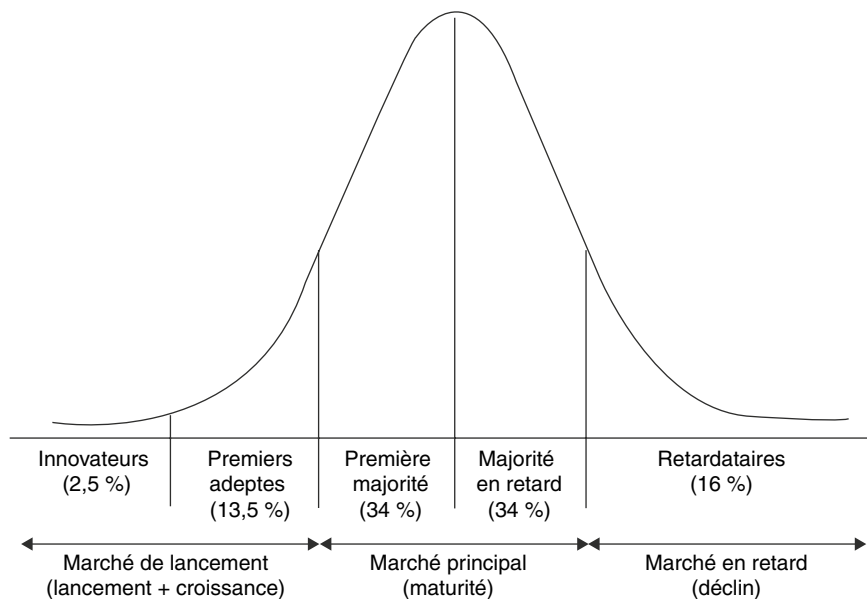 Innovateurs
(2,5 %)
Premiers
adeptes
(13,5 %)
Première
majorité
(34 %)
Majorité
en retard
(34 %)
Retardataires
(16 %)
Marché de lancement
(lancement + croissance)
Marché principal
(maturité)
Marché en retard
(déclin)